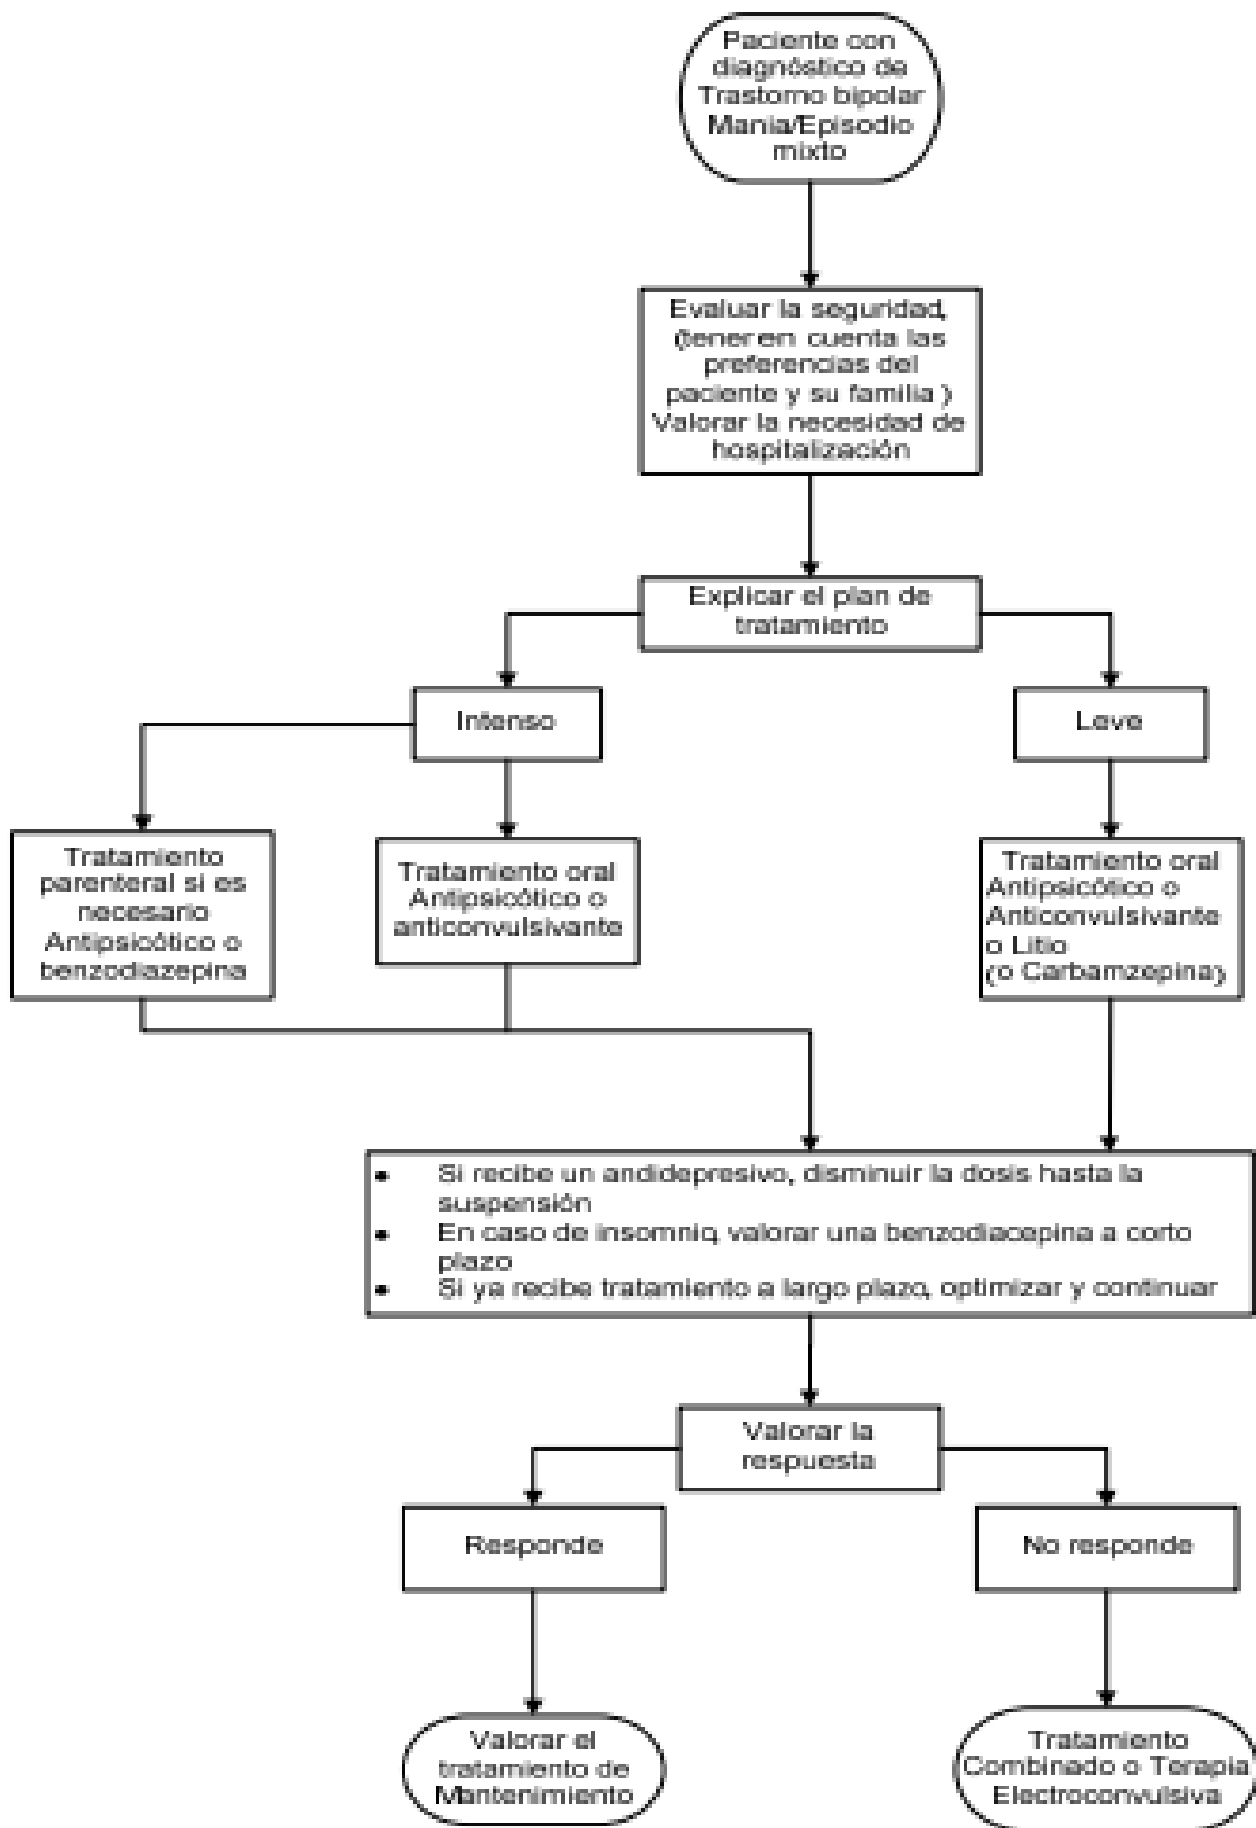 Paciente con
diagnóstico de
Trastorno bipolar
Mania/Episodio
mixto
Evaluar la seguridad,
(teneren cuenta las
preferencias del
paciente y su familia )
Valorar la necesidad de
hospitalización
Explicar el plan de
tratamiento
Intenso
Leve
Tratamiento
parenteral si es
necesario
Antipsicótico o
benzodiazepina
Tratamiento oral
Antipsicótico o
anticonvulsivante
Tratamiento oral
Antipsicótico o
Anticonvulsivante
o Litio
(o Carbamzepina)
• Si recibe un andidepresivo, disminuir la dosis hasta la
suspensión
• En caso de insomnio, valorar una benzodiacepina a corto
plazo
• Si ya recibe tratamiento a largo plazo, optimizar y continuar
Valorar la
respuesta
Responde
No responde
Valorar el
tratamiento de
Mantenimiento
Tratamiento
Combinado o Terapia
Electroconvulsiva